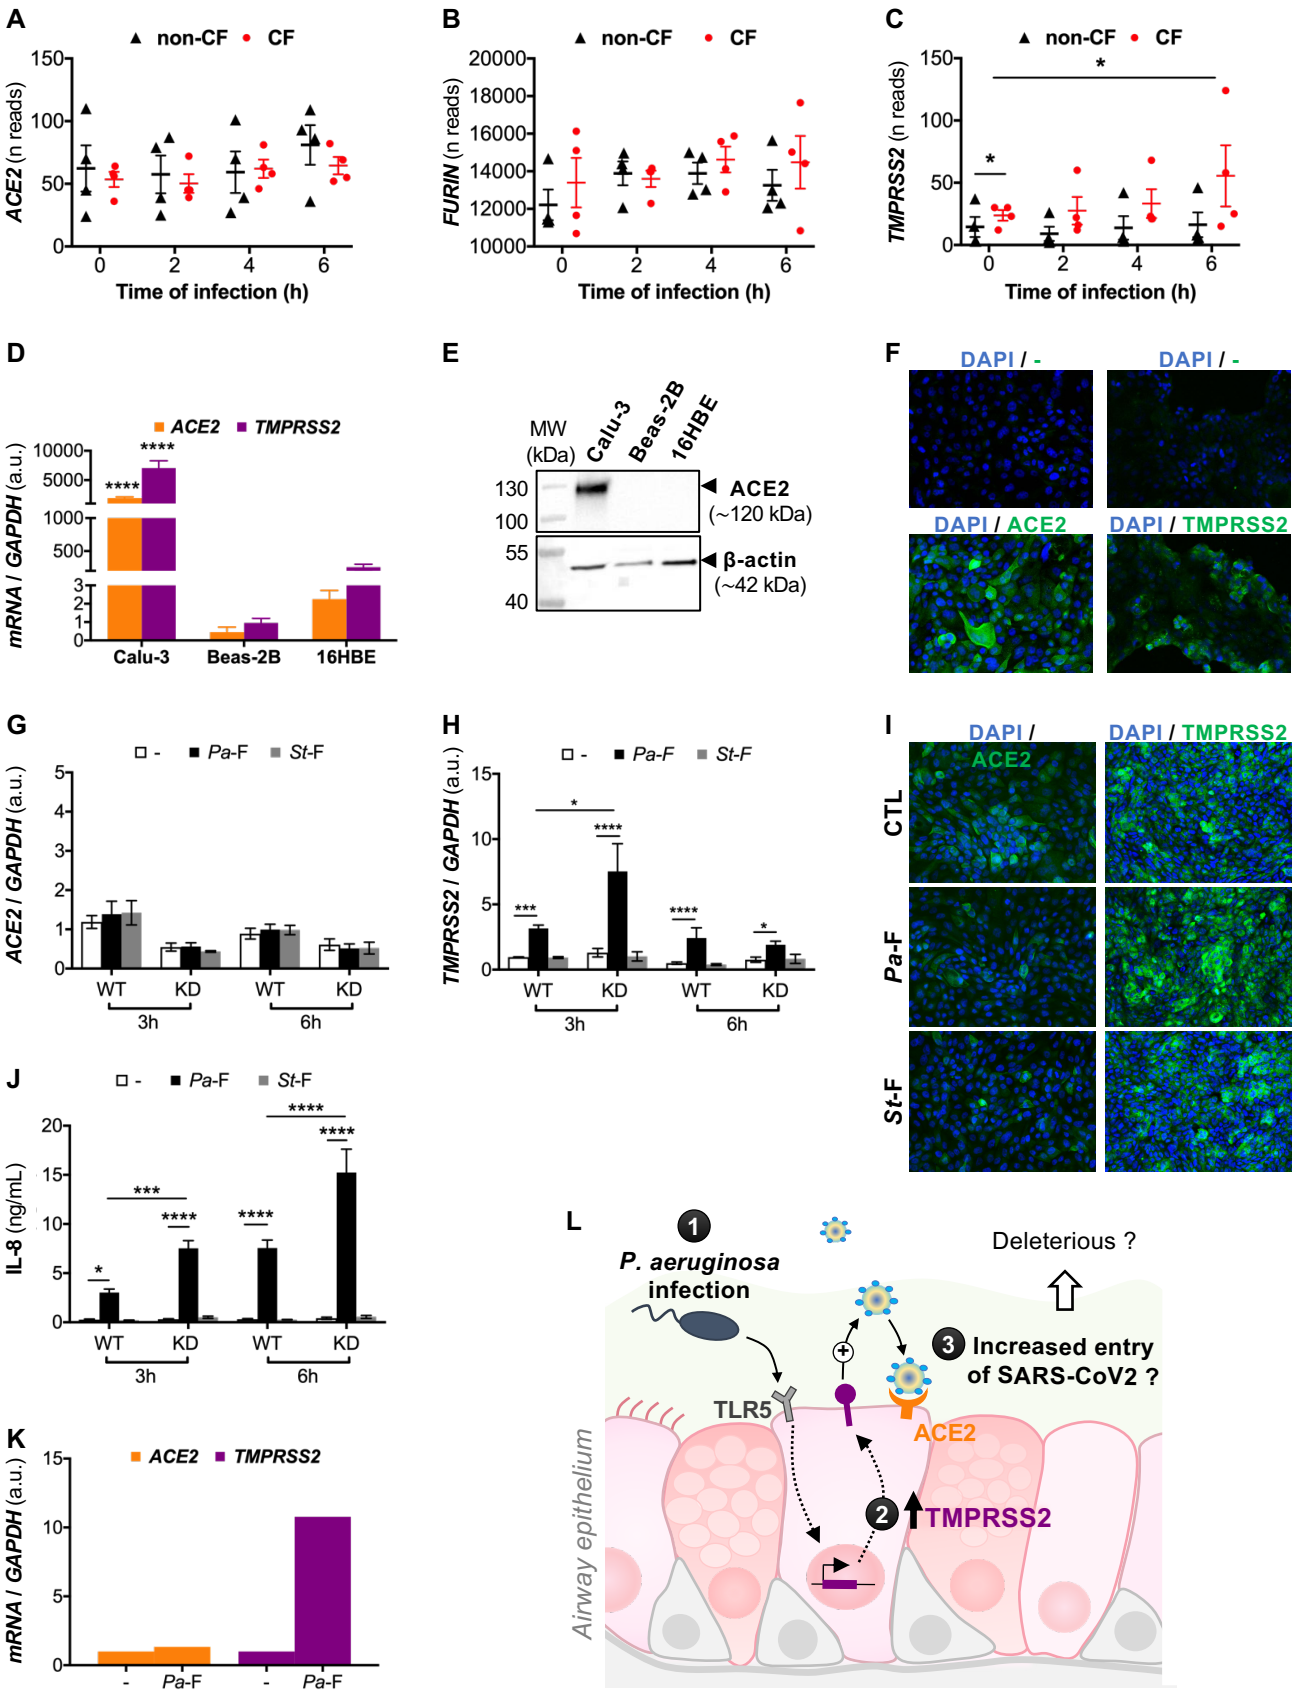 A
non-CF CF
ACE2 (n reads)
150
100
50
0
0 2 4 6
Time of infection (h)
B
non-CF CF
FURIN (n reads)
20000
18000
16000
14000
12000
10000
0 2 4 6
Time of infection (h)
C
non-CF CF
TMPRSS2 (n reads)
150
100
50
0
*
*
0 2 4 6
Time of infection (h)
D
ACE2 TMPRSS2
mRNA / GAPDH (a.u.)
10000
5000
1000
500
3
2
1
0
**** ****
Calu-3 Beas-2B 16HBE
E
MW
(kDa)
Calu-3
Beas-2B
16HBE
130
100
ACE2
(~120 kDa)
55
40
β-actin
(~42 kDa)
F
DAPI / -
DAPI / -
DAPI / ACE2
DAPI / TMPRSS2
G
- Pa-F St-F
ACE2 / GAPDH (a.u.)
5
4
3
2
1
0
WT KD WT KD
3h 6h
H
- Pa-F St-F
TMPRSS2 / GAPDH (a.u.)
15
10
5
0
*
***
****
****
*
WT KD WT KD
3h 6h
I
DAPI /
ACE2
DAPI / TMPRSS2
CTL
Pa-F
St-F
J
- Pa-F St-F
IL-8 (ng/mL)
20
15
10
5
0
****
****
***
****
****
*
WT KD WT KD
3h 6h
K
ACE2 TMPRSS2
mRNA / GAPDH (a.u.)
15
10
5
0
- Pa-F - Pa-F
L
1
P. aeruginosa
infection
Deleterious ?
3 Increased entry
of SARS-CoV2 ?
+
TLR5
ACE2
2 TMPRSS2
Airway epithelium